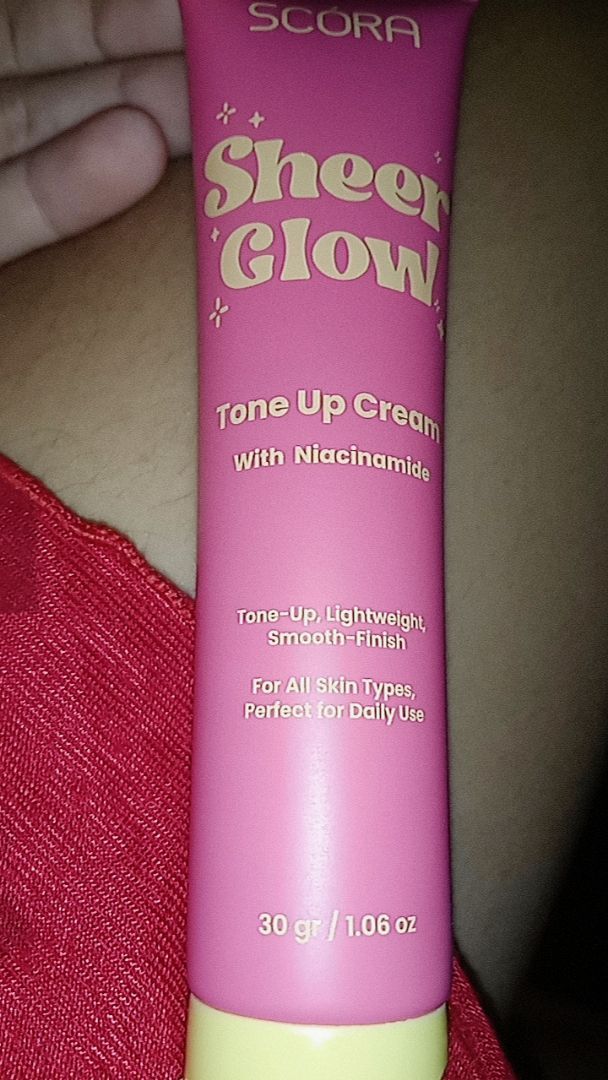 SCORA
Sheer
Glow
Tone Up Cream
With Niacinamide
Tone-Up, Lightweight,
Smooth-Finish
For All Skin Types,
Perfect for Daily Use
30 gr / 1.06 oz